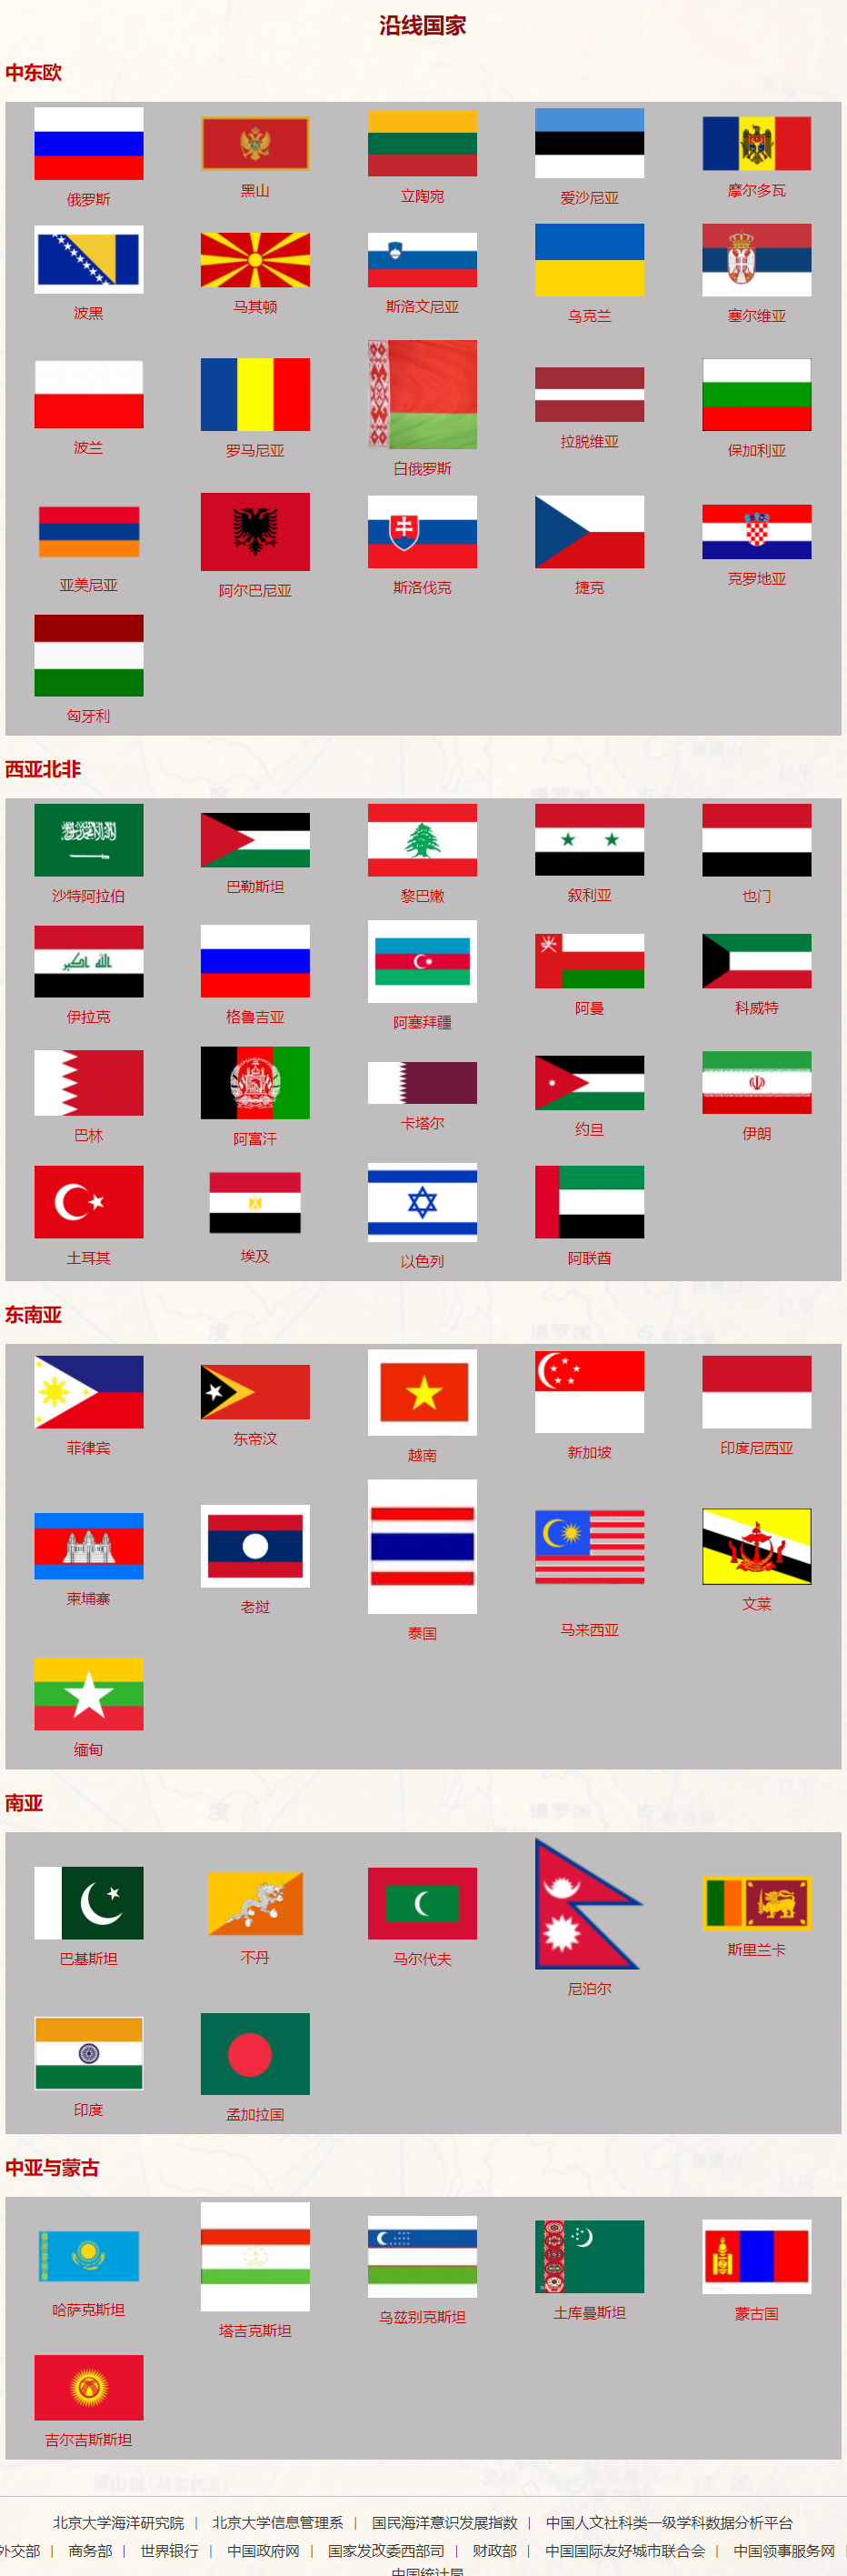 沿线国家
中东欧
俄罗斯 黑山 立陶宛 爱沙尼亚 摩尔多瓦
波黑 马其顿 斯洛文尼亚 乌克兰 塞尔维亚
波兰 罗马尼亚 白俄罗斯 拉脱维亚 保加利亚
亚美尼亚 阿尔巴尼亚 斯洛伐克 捷克 克罗地亚
匈牙利
西亚北非
沙特阿拉伯 巴勒斯坦 黎巴嫩 叙利亚 也门
伊拉克 格鲁吉亚 阿塞拜疆 阿曼 科威特
巴林 阿富汗 卡塔尔 约旦 伊朗
土耳其 埃及 以色列 阿联酋
东南亚
菲律宾 东帝汶 越南 新加坡 印度尼西亚
柬埔寨 老挝 泰国 马来西亚 文莱
缅甸
南亚
巴基斯坦 不丹 马尔代夫 尼泊尔 斯里兰卡
印度 孟加拉国
中亚与蒙古
哈萨克斯坦 塔吉克斯坦 乌兹别克斯坦 土库曼斯坦 蒙古国
吉尔吉斯斯坦
北京大学海洋研究院 | 北京大学信息管理系 | 国民海洋意识发展指数 | 中国人文社科类一级学科数据分析平台
外交部 | 商务部 | 世界银行 | 中国政府网 | 国家发改委西部司 | 财政部 | 中国国际友好城市联合会 | 中国领事服务网 |
中国统计局